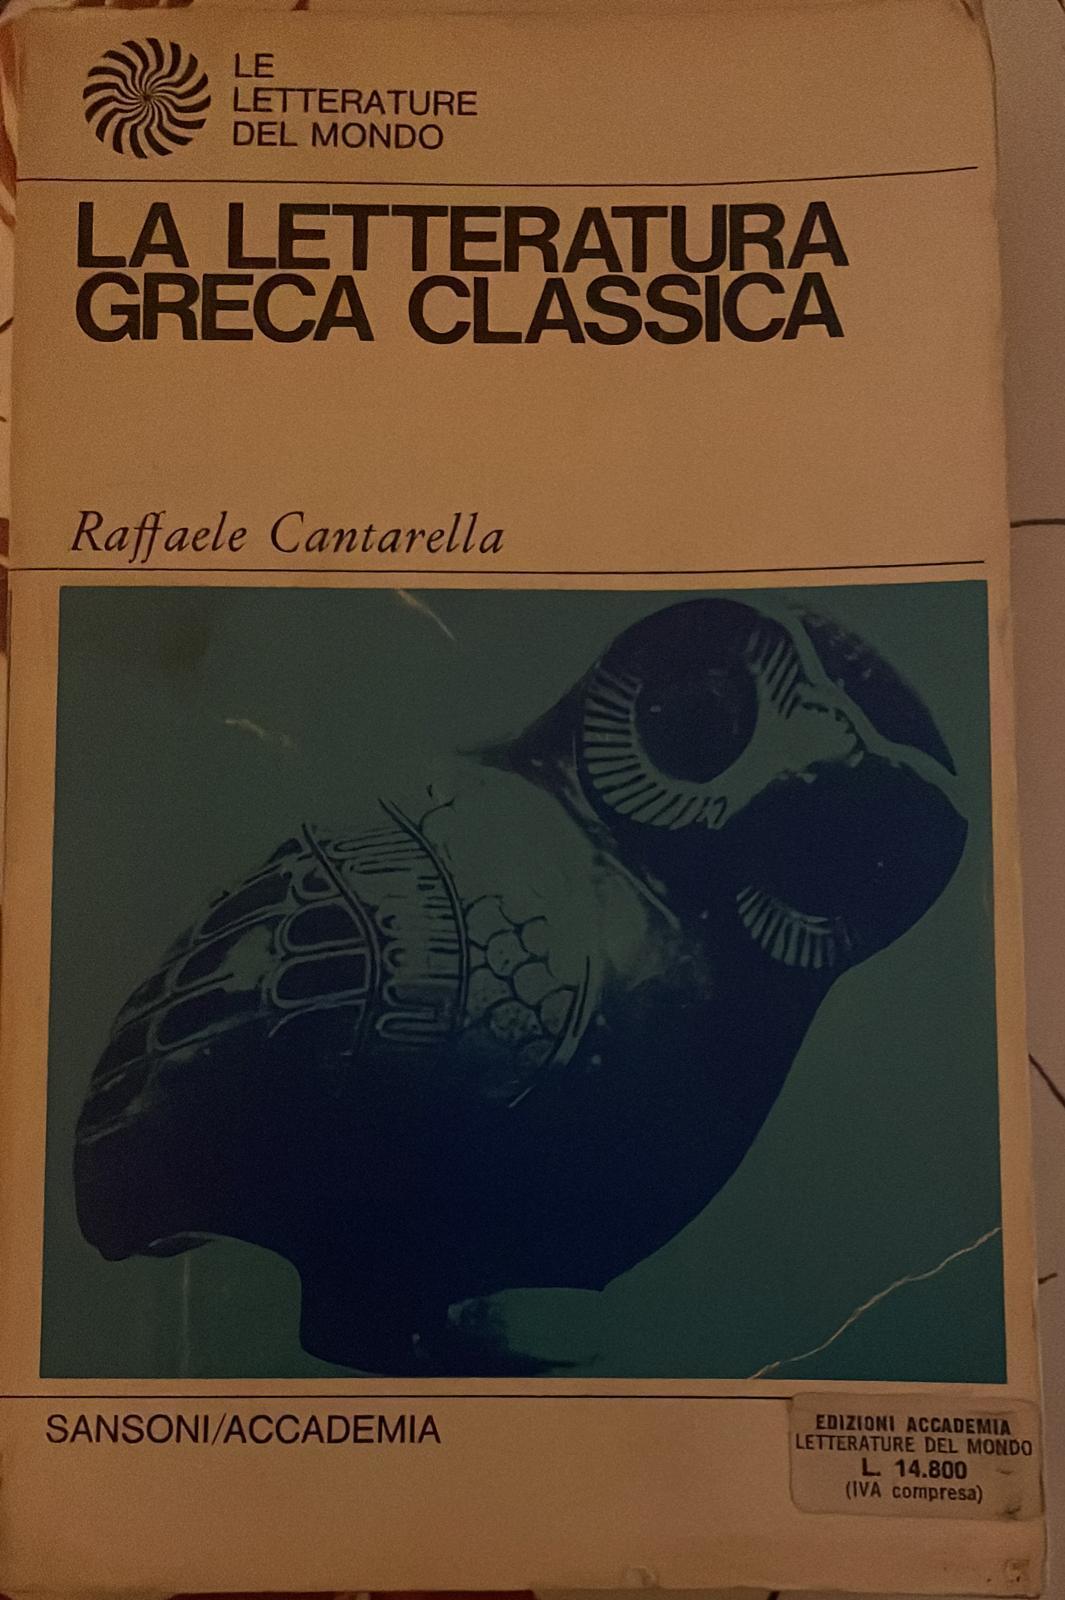 LE
LETTERATURE
DEL MONDO
LA LETTERATURA
GRECA CLASSICA
Raffaele Cantarella
SANSONI/ACCADEMIA
EDIZIONI ACCADEMIA
LETTERATURE DEL MONDO
L. 14.800
(IVA compresa)